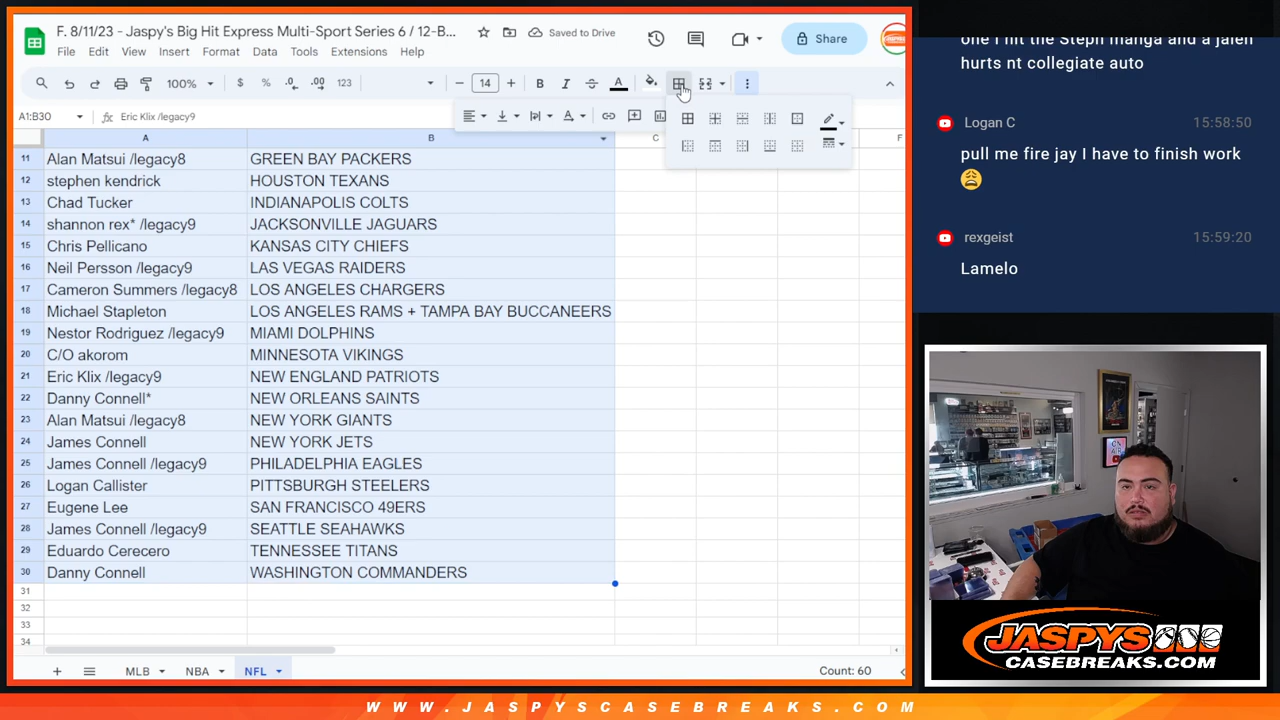 F. 8/11/23 - Jaspy's Big Hit Express Multi-Sport Series 6 / 12-B...
Saved to Drive
Share
File Edit View Insert Format Data Tools Extensions Help
100% $ % .0 .00 123 14 B I A
A1:B30 fx Eric Klix /legacy9
A B C F
11 Alan Matsui /legacy8 GREEN BAY PACKERS
12 stephen kendrick HOUSTON TEXANS
13 Chad Tucker INDIANAPOLIS COLTS
14 shannon rex* /legacy9 JACKSONVILLE JAGUARS
15 Chris Pellicano KANSAS CITY CHIEFS
16 Neil Persson /legacy9 LAS VEGAS RAIDERS
17 Cameron Summers /legacy8 LOS ANGELES CHARGERS
18 Michael Stapleton LOS ANGELES RAMS + TAMPA BAY BUCCANEERS
19 Nestor Rodriguez /legacy9 MIAMI DOLPHINS
20 C/O akorom MINNESOTA VIKINGS
21 Eric Klix /legacy9 NEW ENGLAND PATRIOTS
22 Danny Connell* NEW ORLEANS SAINTS
23 Alan Matsui /legacy8 NEW YORK GIANTS
24 James Connell NEW YORK JETS
25 James Connell /legacy9 PHILADELPHIA EAGLES
26 Logan Callister PITTSBURGH STEELERS
27 Eugene Lee SAN FRANCISCO 49ERS
28 James Connell /legacy9 SEATTLE SEAHAWKS
29 Eduardo Cerecero TENNESSEE TITANS
30 Danny Connell WASHINGTON COMMANDERS
31
32
33
34
MLB NBA NFL Count: 60
one I hit the Steph manga and a jalen
hurts nt collegiate auto
Logan C 15:58:50
pull me fire jay I have to finish work
😩
rexgeist 15:59:20
Lamelo
JASPYS
CASEBREAKS.COM
WWW.JASPYSCASEBREAKS.COM